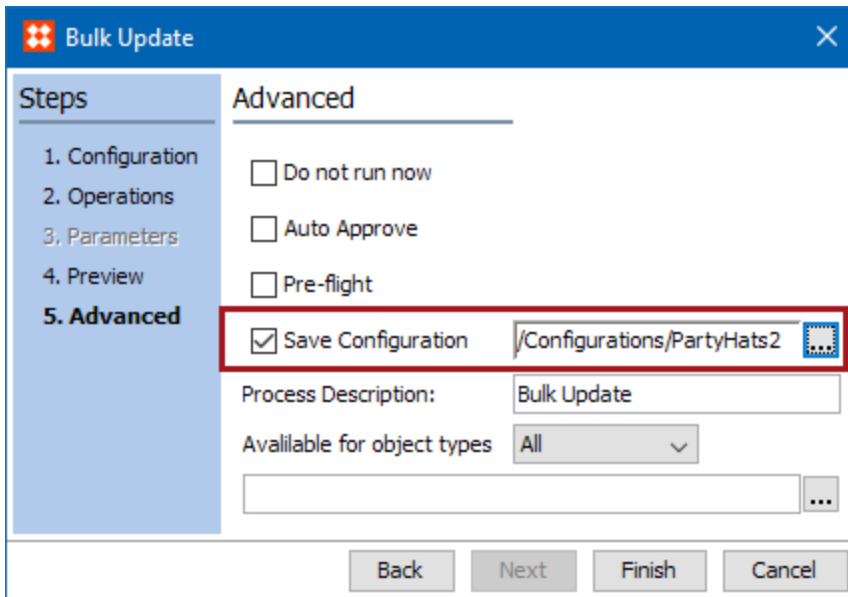 Bulk Update
Steps
1. Configuration
2. Operations
3. Parameters
4. Preview
5. Advanced
Advanced
Do not run now
Auto Approve
Pre-flight
Save Configuration /Configurations/PartyHats2 ...
Process Description: Bulk Update
Avalilable for object types All
...
Back Next Finish Cancel